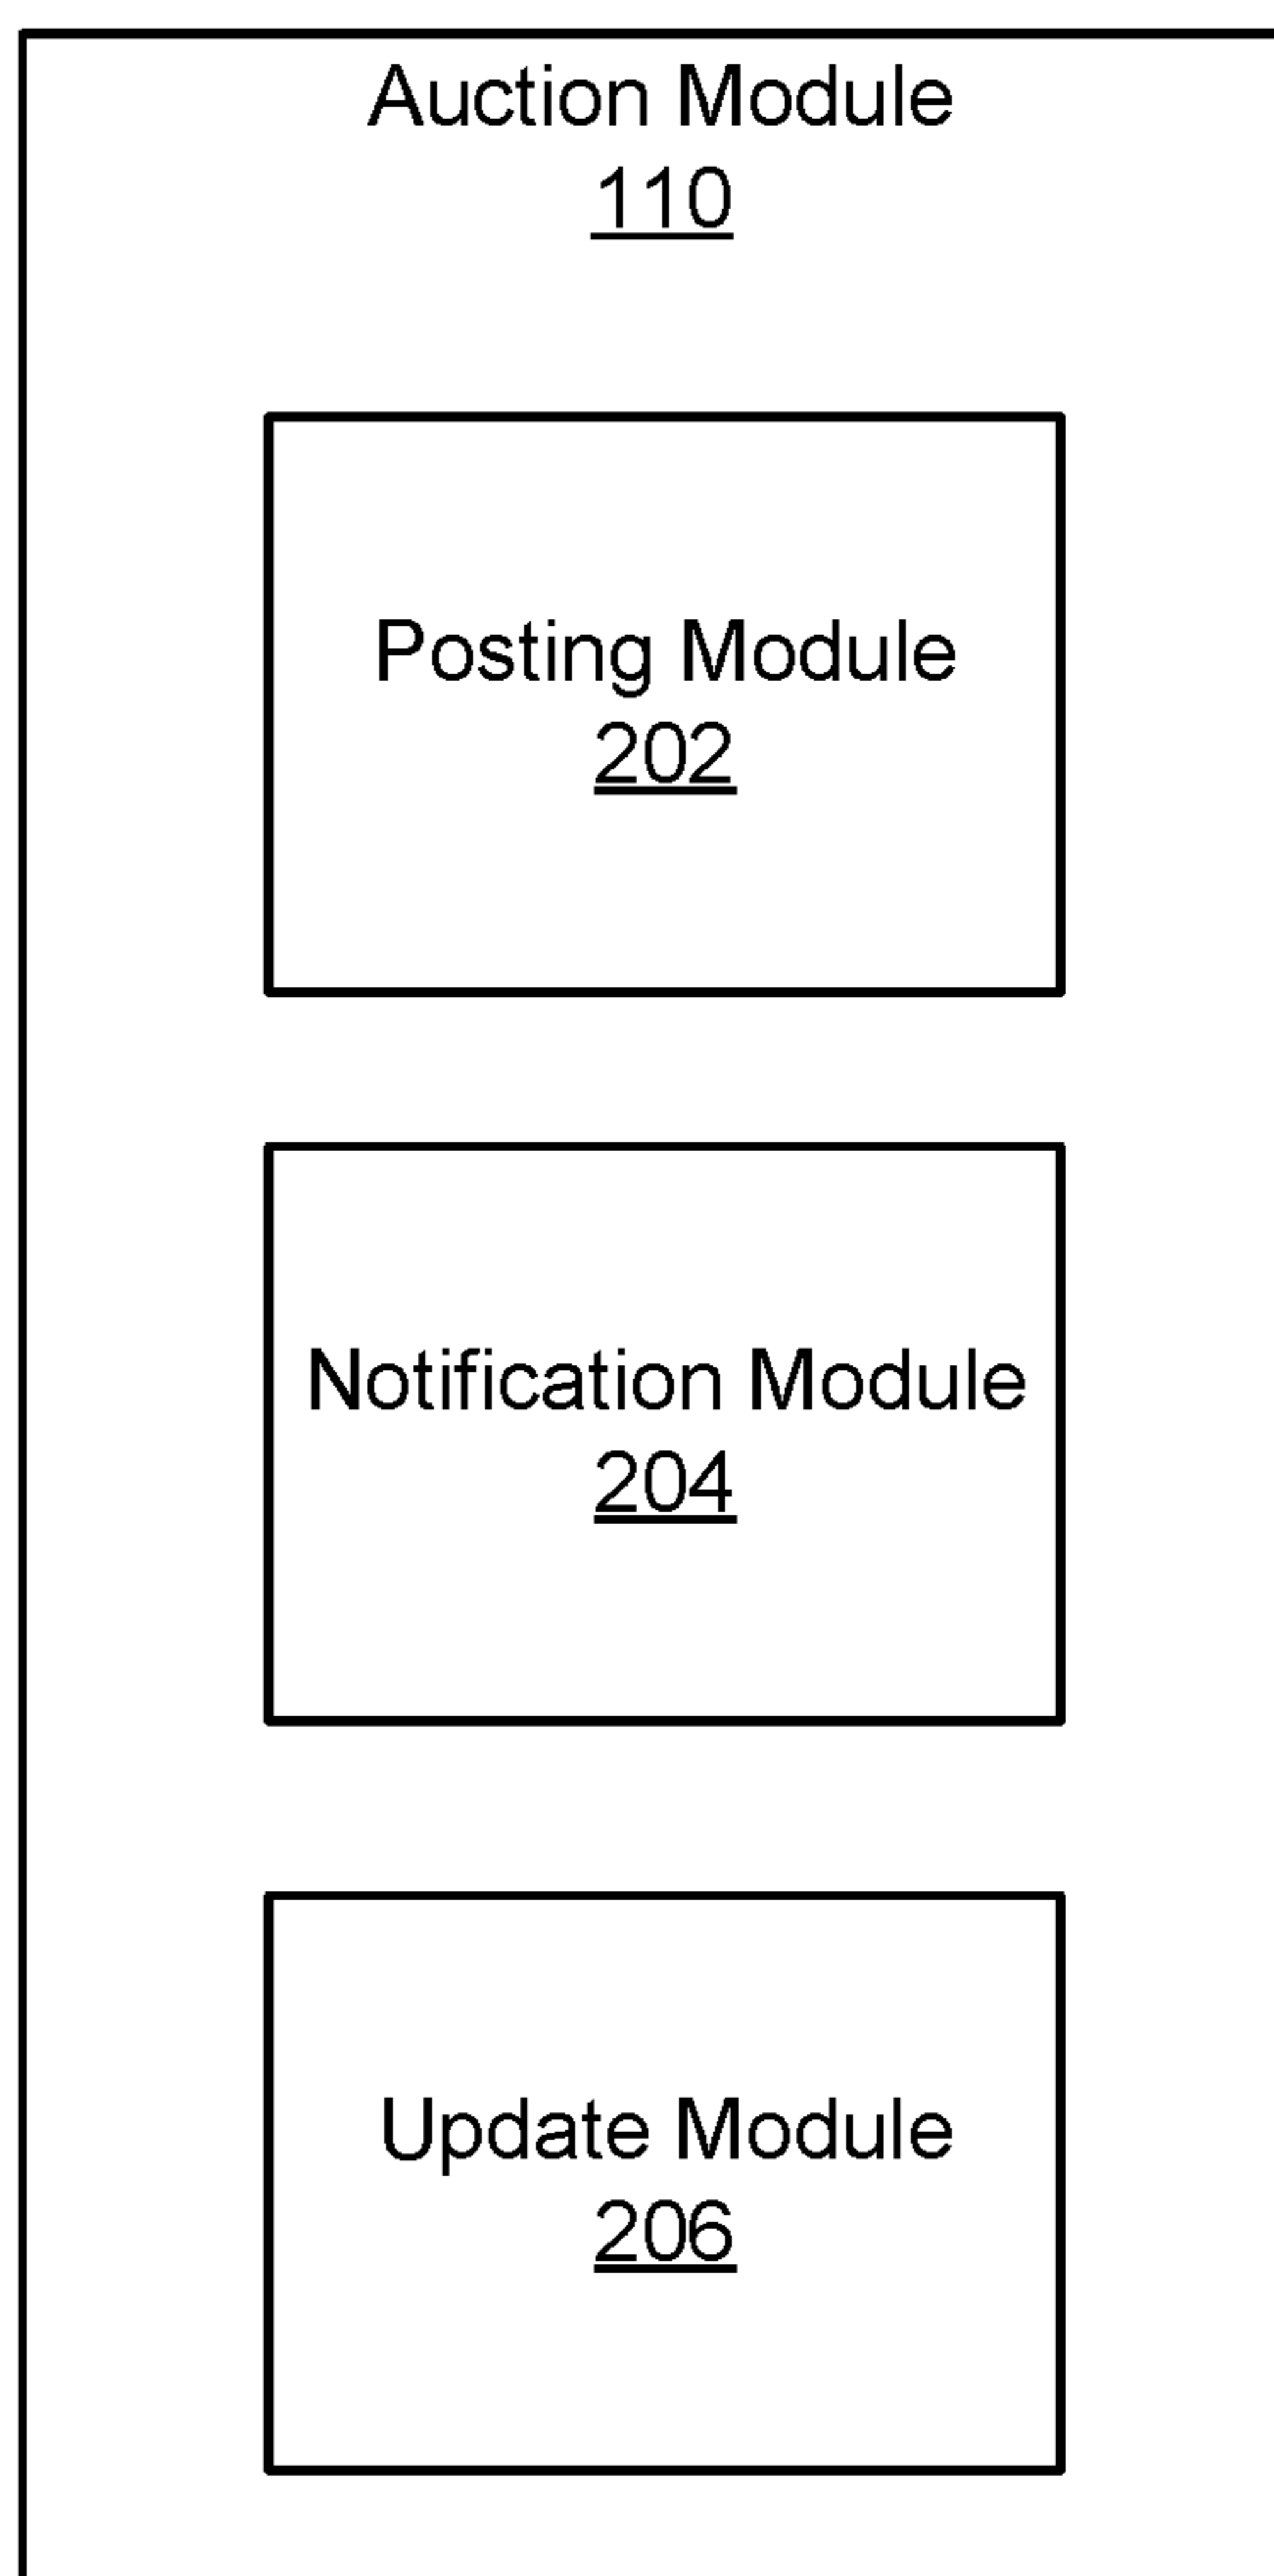 Auction Module
110
Posting Module
202
Notification Module
204
Update Module
206